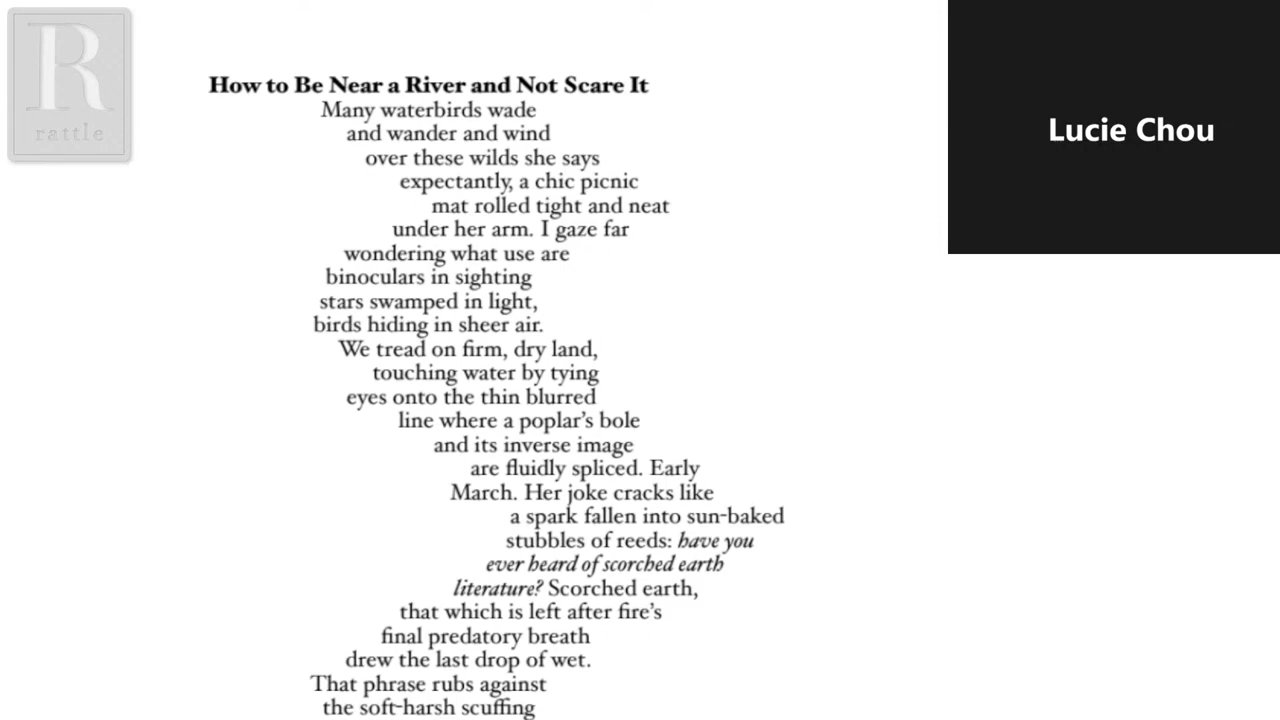 R
rattle
Lucie Chou
How to Be Near a River and Not Scare It
Many waterbirds wade
and wander and wind
over these wilds she says
expectantly, a chic picnic
mat rolled tight and neat
under her arm. I gaze far
wondering what use are
binoculars in sighting
stars swamped in light,
birds hiding in sheer air.
We tread on firm, dry land,
touching water by tying
eyes onto the thin blurred
line where a poplar’s bole
and its inverse image
are fluidly spliced. Early
March. Her joke cracks like
a spark fallen into sun-baked
stubbles of reeds: have you
ever heard of scorched earth
literature? Scorched earth,
that which is left after fire’s
final predatory breath
drew the last drop of wet.
That phrase rubs against
the soft-harsh scuffing